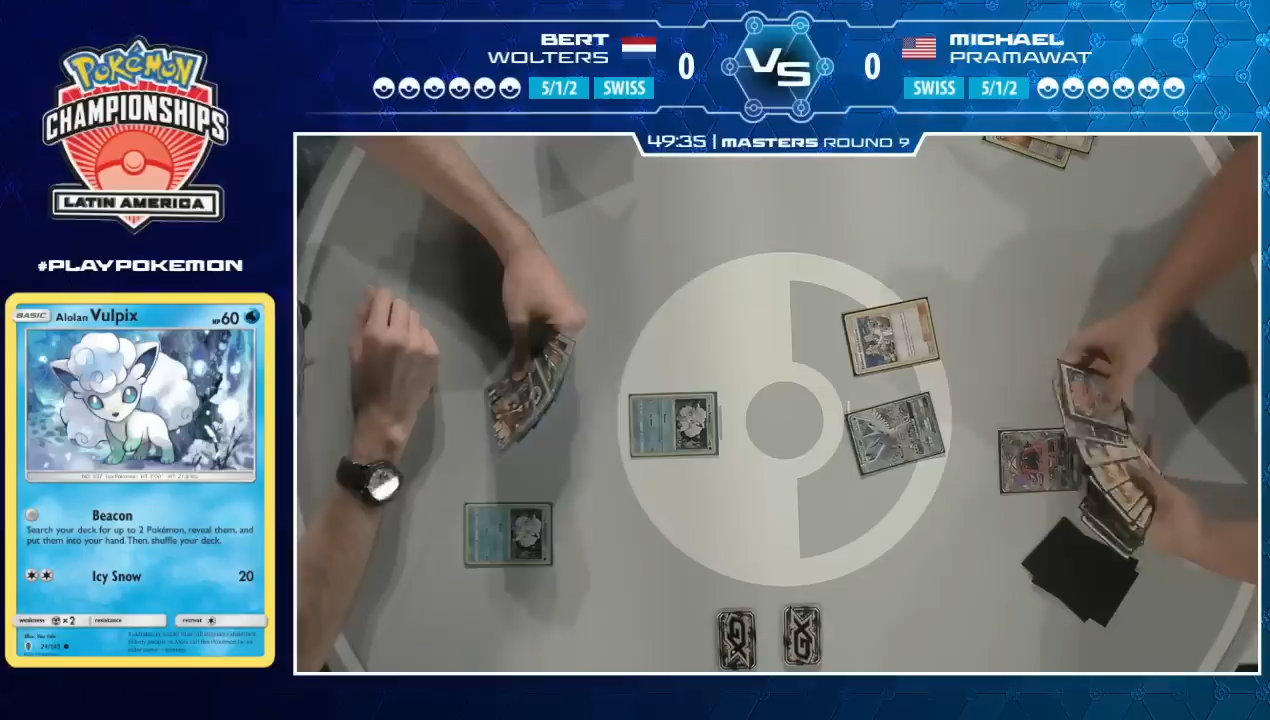 Pokémon
CHAMPIONSHIPS
LATIN AMERICA
#PLAYPOKEMON
BERT
WOLTERS
0
5/1/2
SWISS
VS
0
MICHAEL
PRAMAWAT
SWISS
5/1/2
49:35 | MASTERS ROUND 9
BASIC Alolan Vulpix HP 60
Beacon
Search your deck for up to 2 Pokémon, reveal them, and
put them into your hand. Then, shuffle your deck.
Icy Snow 20
weakness ×2 resistance retreat
GX
GX